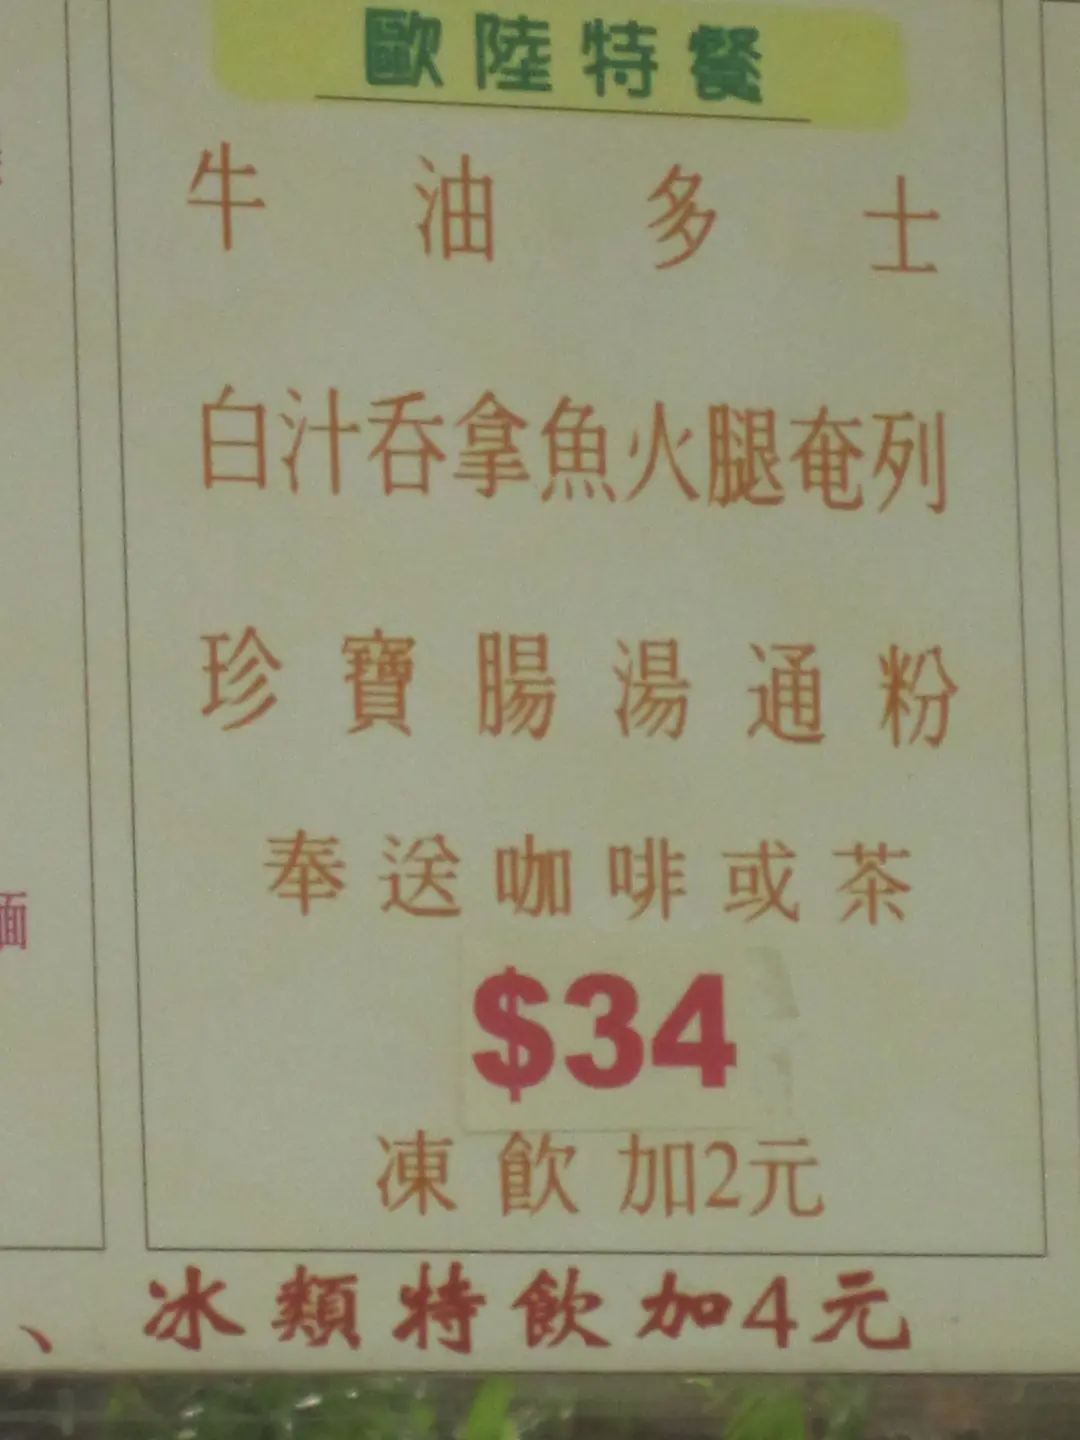 歐陸特餐
牛油多士
白汁吞拿魚火腿奄列
珍寶腸湯通粉
奉送咖啡或茶
$34
凍飲加2元
、冰類特飲加4元